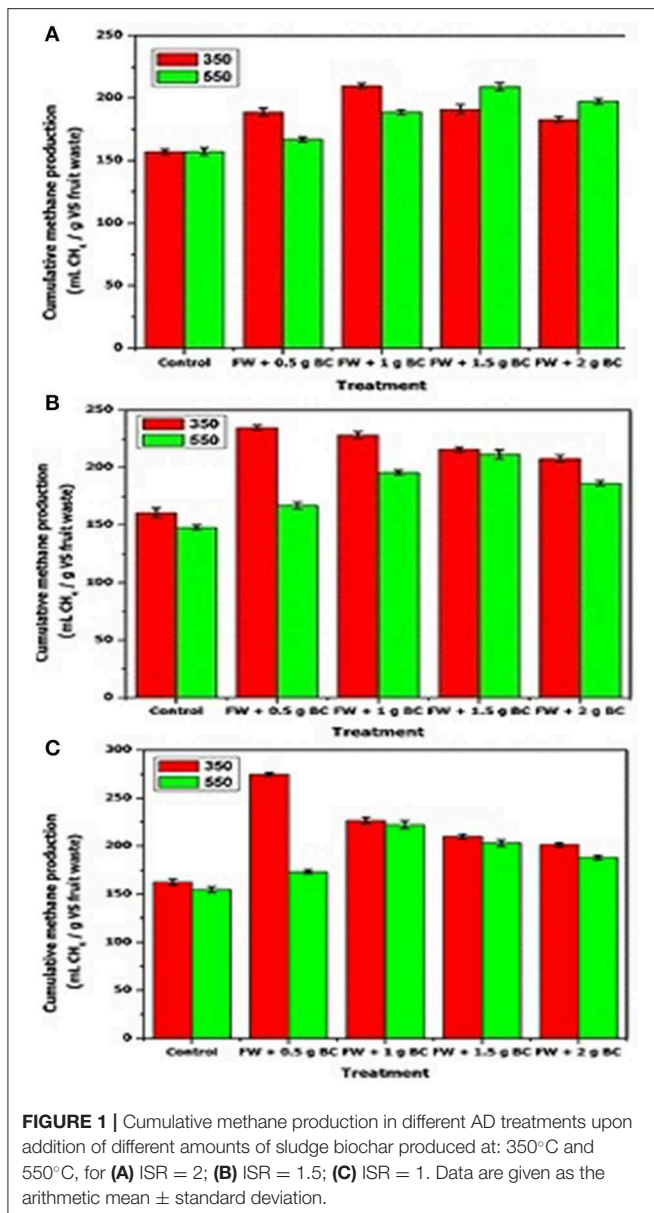 A
250
200
150
100
50
0
350
550
Cumulative methane production
(mL CH₄ / g VS fruit waste)
Control FW + 0.5 g BC FW + 1 g BC FW + 1.5 g BC FW + 2 g BC
Treatment
B
250
200
150
100
50
0
350
550
Cumulative methane production
(mL CH₄ / g VS fruit waste)
Control FW + 0.5 g BC FW + 1 g BC FW + 1.5 g BC FW + 2 g BC
Treatment
C
300
250
200
150
100
50
0
350
550
Cumulative methane production
(mL CH₄ / g VS fruit waste)
Control FW + 0.5 g BC FW + 1 g BC FW + 1.5 g BC FW + 2 g BC
Treatment
FIGURE 1 | Cumulative methane production in different AD treatments upon
addition of different amounts of sludge biochar produced at: 350°C and
550°C, for (A) ISR = 2; (B) ISR = 1.5; (C) ISR = 1. Data are given as the
arithmetic mean ± standard deviation.